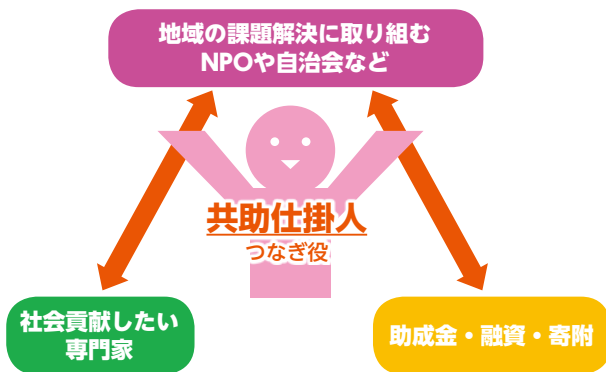 地域の課題解決に取り組む
NPOや自治会など
共助仕掛人
つなぎ役
社会貢献したい
専門家
助成金・融資・寄附